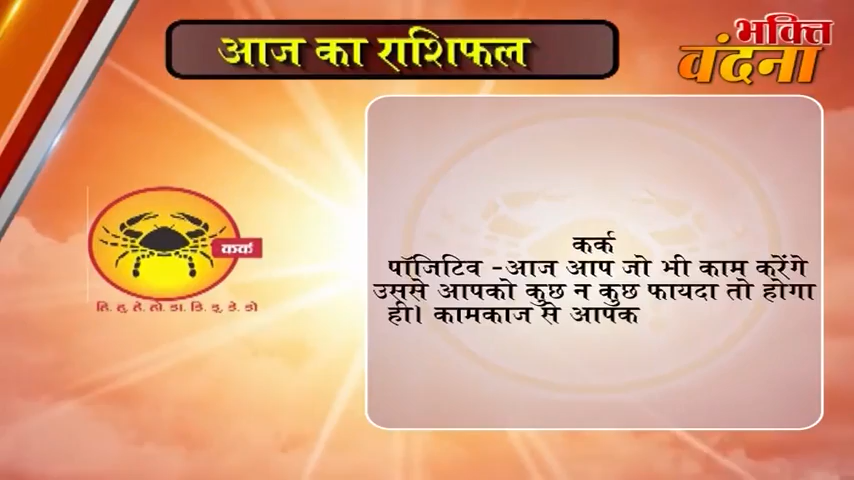 आज का राशिफल
भक्ति
वंदना
कर्क
हि. हु. हे. हो. डा. डि. डू. डे. डो
कर्क
पॉजिटिव -आज आप जो भी काम करेंगे
उससे आपको कुछ न कुछ फायदा तो होगा
ही। कामकाज से आपक